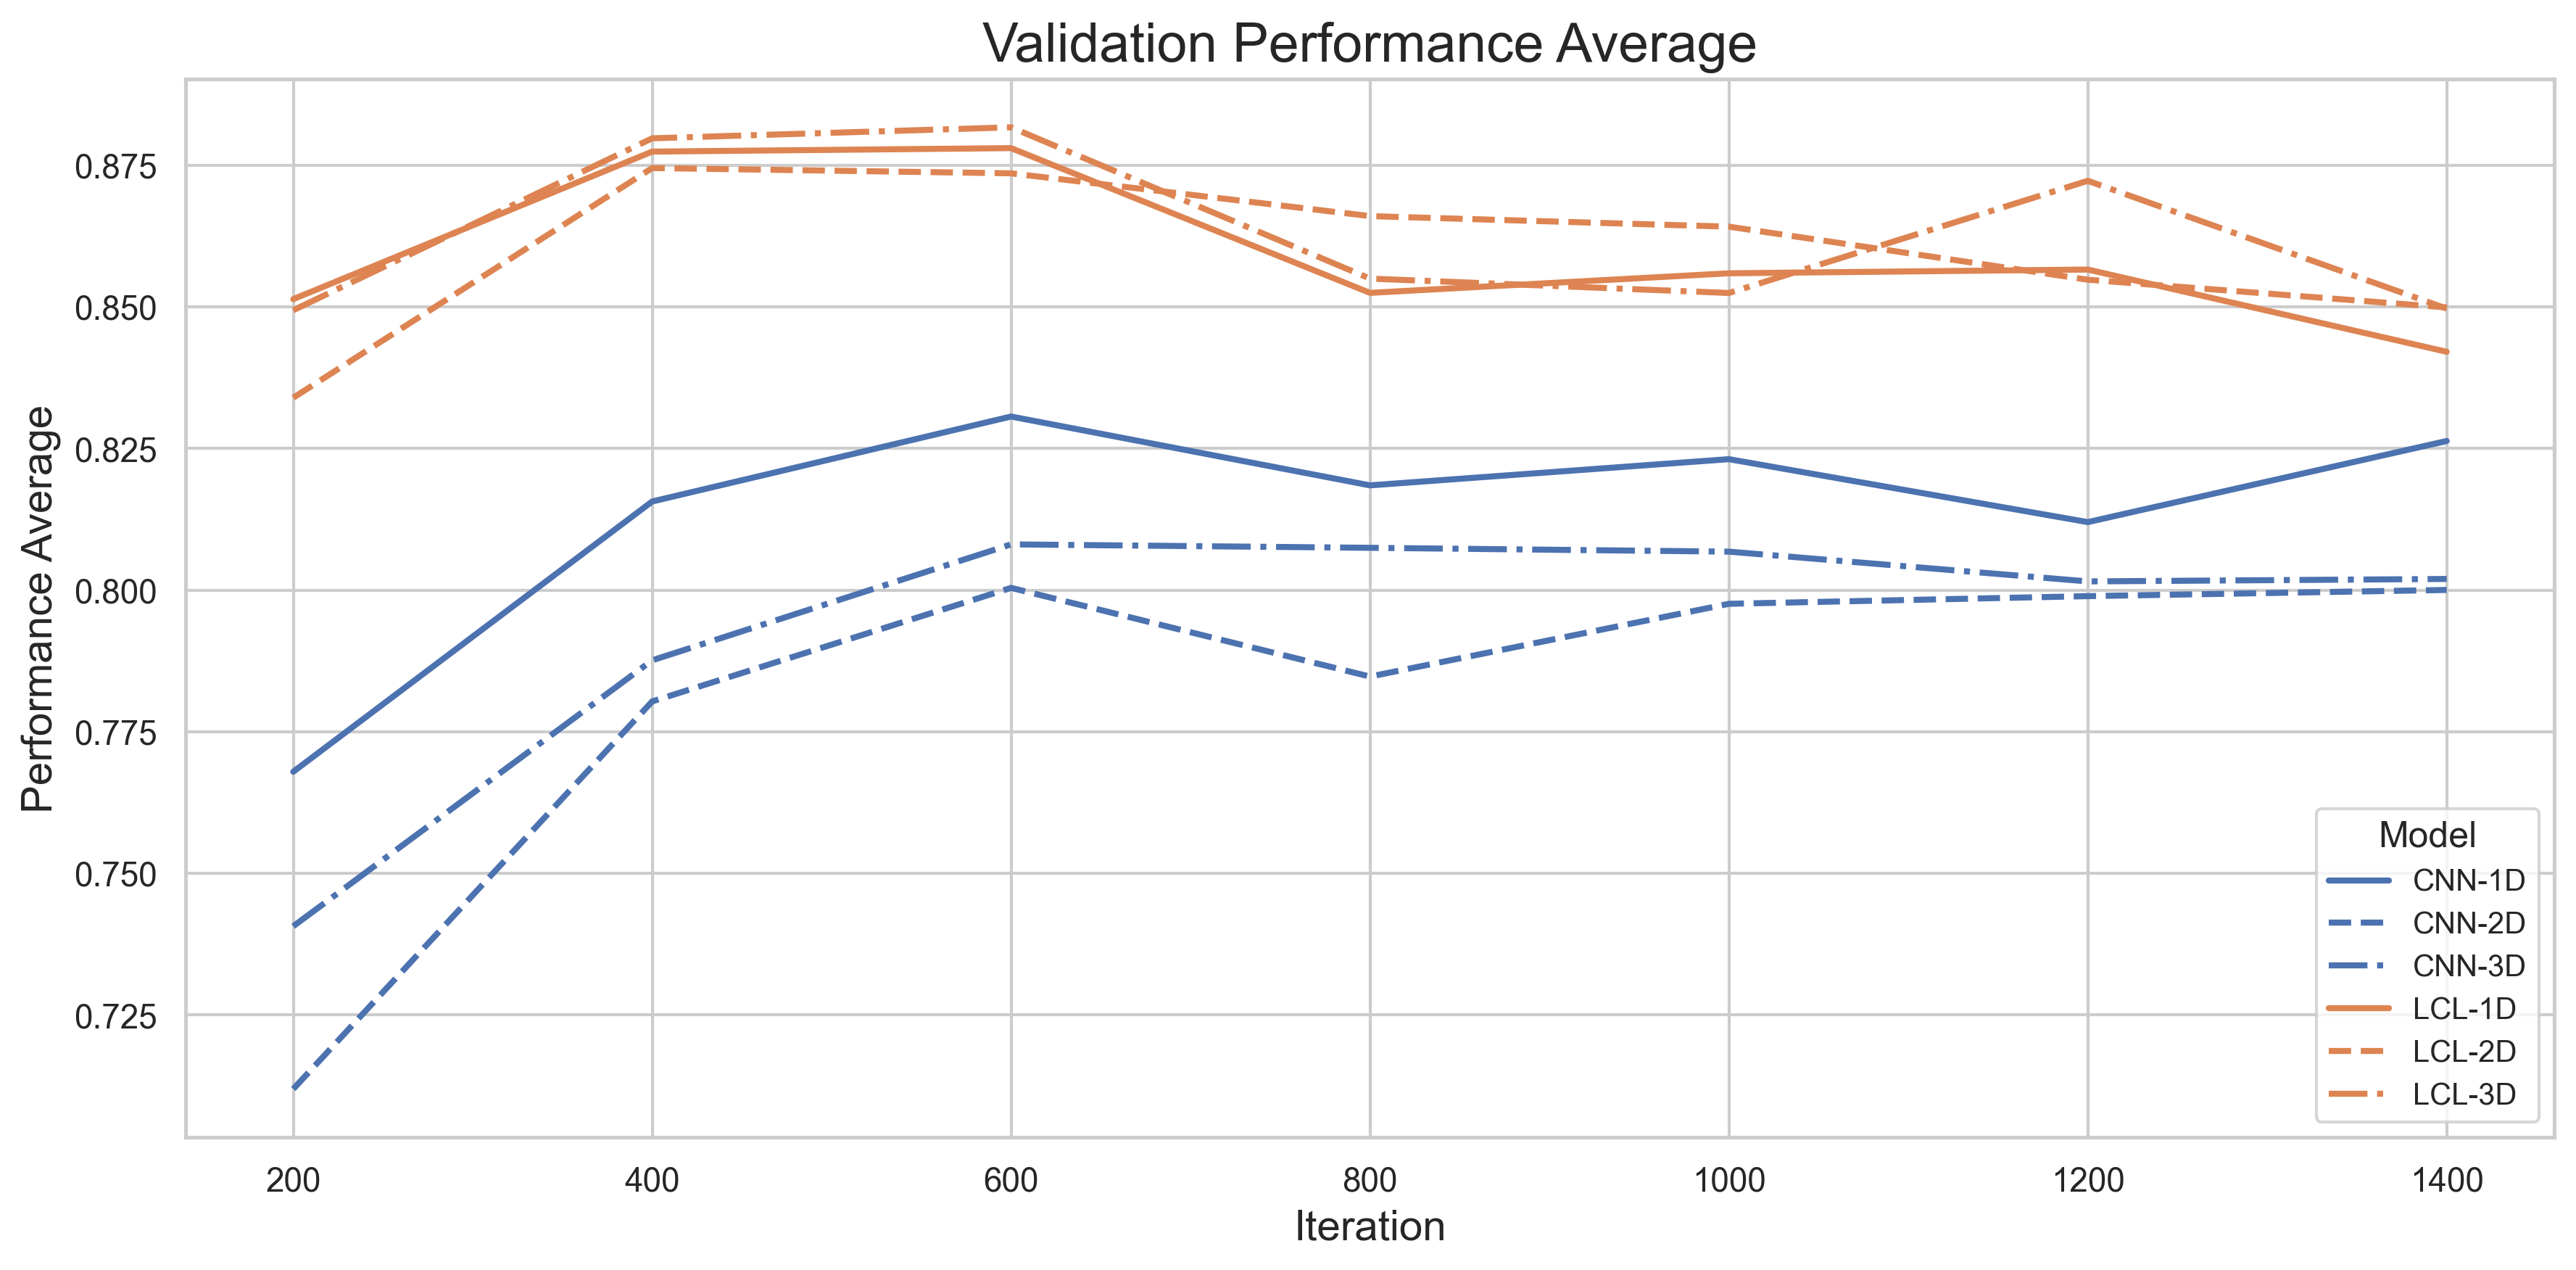 Validation Performance Average
Performance Average
0.875
0.850
0.825
0.800
0.775
0.750
0.725
200 400 600 800 1000 1200 1400
Iteration
Model
CNN-1D
CNN-2D
CNN-3D
LCL-1D
LCL-2D
LCL-3D